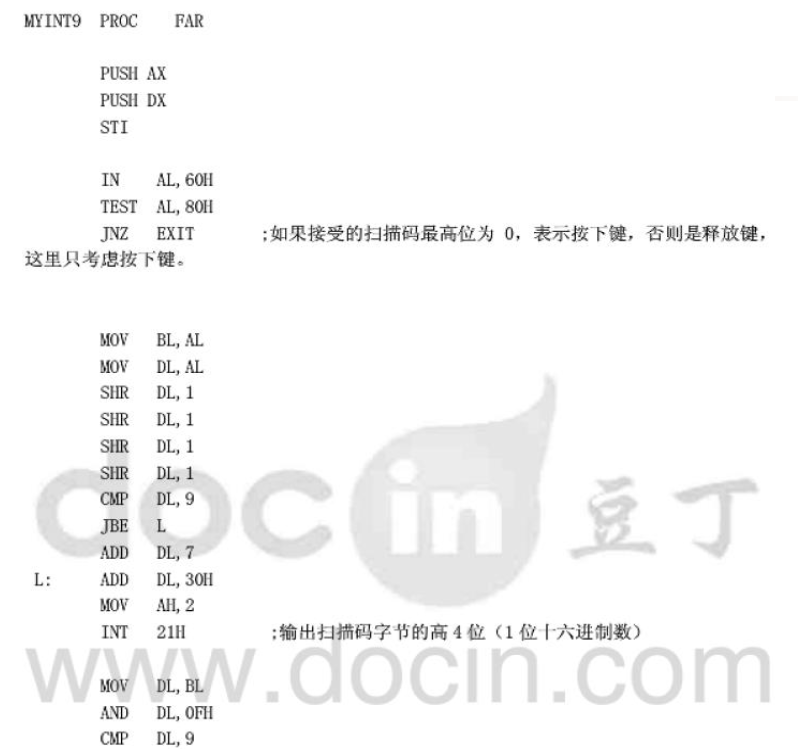 MYINT9 PROC FAR
PUSH AX
PUSH DX
STI
IN AL,60H
TEST AL,80H
JNZ EXIT ;如果接受的扫描码最高位为 0，表示按下键，否则是释放键，
这里只考虑按下键。
MOV BL,AL
MOV DL,AL
SHR DL,1
SHR DL,1
SHR DL,1
SHR DL,1
CMP DL,9
JBE L
ADD DL,7
L: ADD DL,30H
MOV AH,2
INT 21H ;输出扫描码字节的高 4 位（1 位十六进制数）
MOV DL,BL
AND DL,0FH
CMP DL,9
docin 豆丁
www.docin.com